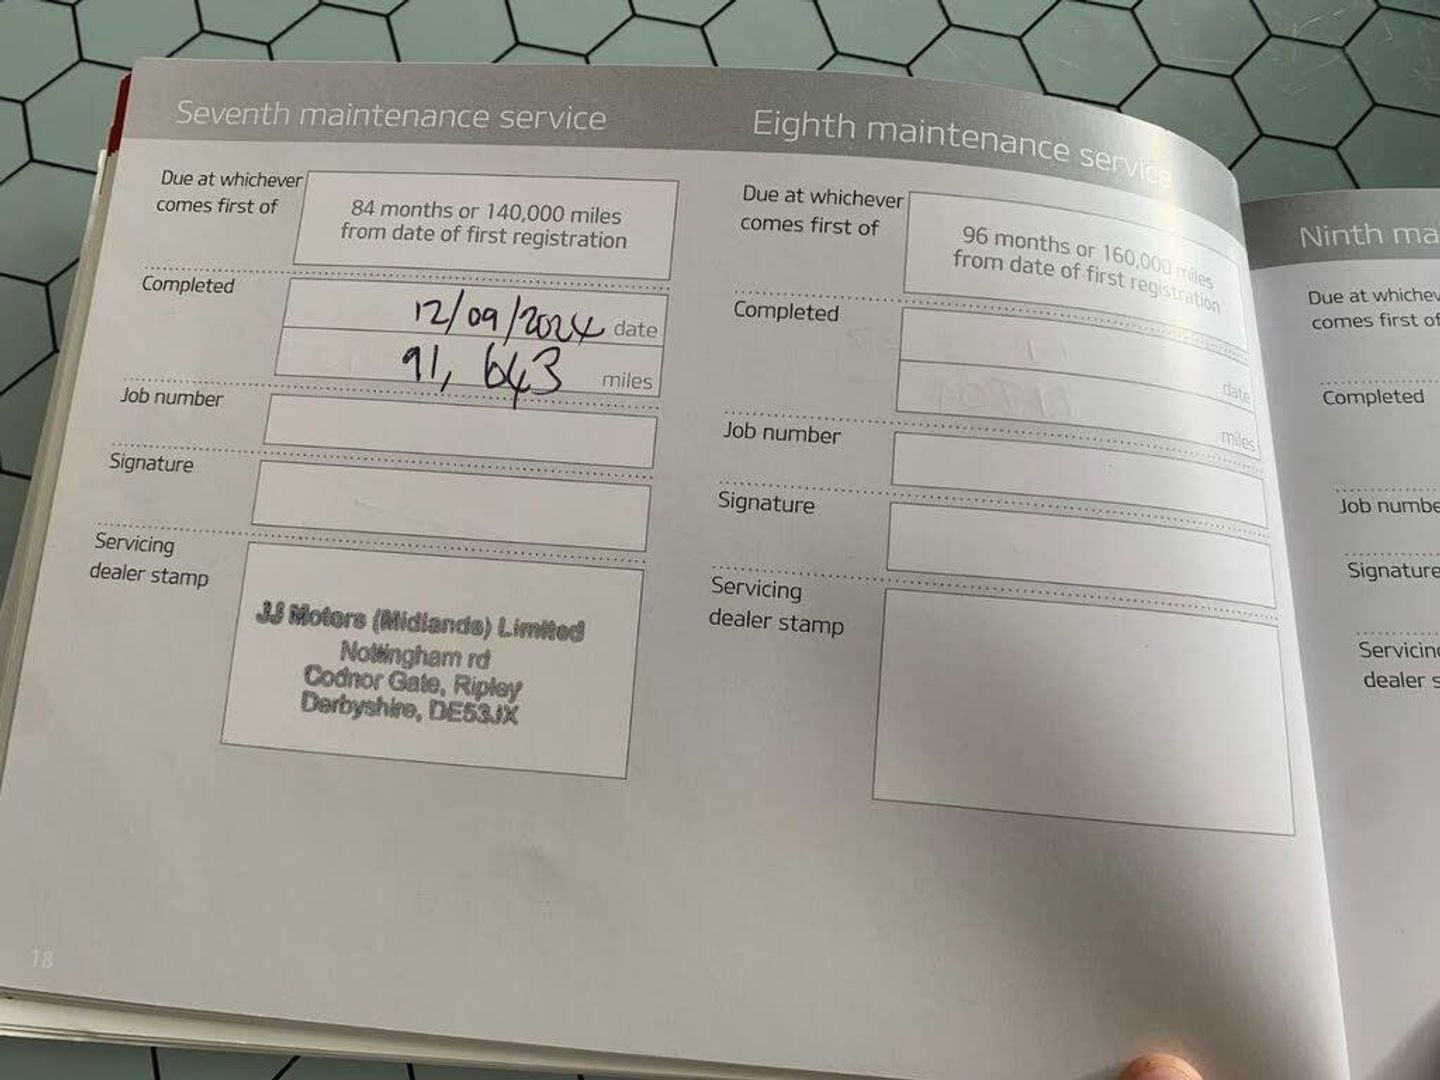 Seventh maintenance service
Due at whichever
comes first of
84 months or 140,000 miles
from date of first registration
Completed
12/09/2024 date
91,643 miles
Job number
Signature
Servicing
dealer stamp
JJ Motors (Midlands) Limited
Nottingham rd
Codnor Gate, Ripley
Derbyshire, DE53JX
18
Eighth maintenance service
Due at whichever
comes first of
96 months or 160,000 miles
from date of first registration
Completed
date
miles
Job number
Signature
Servicing
dealer stamp
Ninth ma
Due at whichev
comes first of
Completed
Job numbe
Signature
Servicin
dealer s